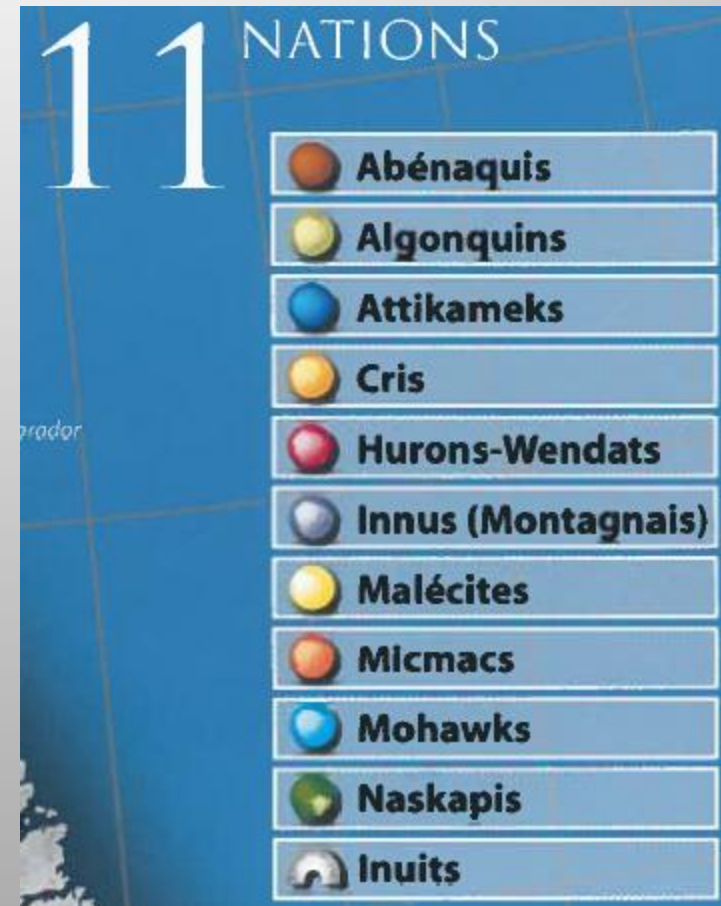 11 NATIONS
Abénaquis
Algonquins
Attikameks
Cris
Hurons-Wendats
Innus (Montagnais)
Malécites
Micmacs
Mohawks
Naskapis
Inuits